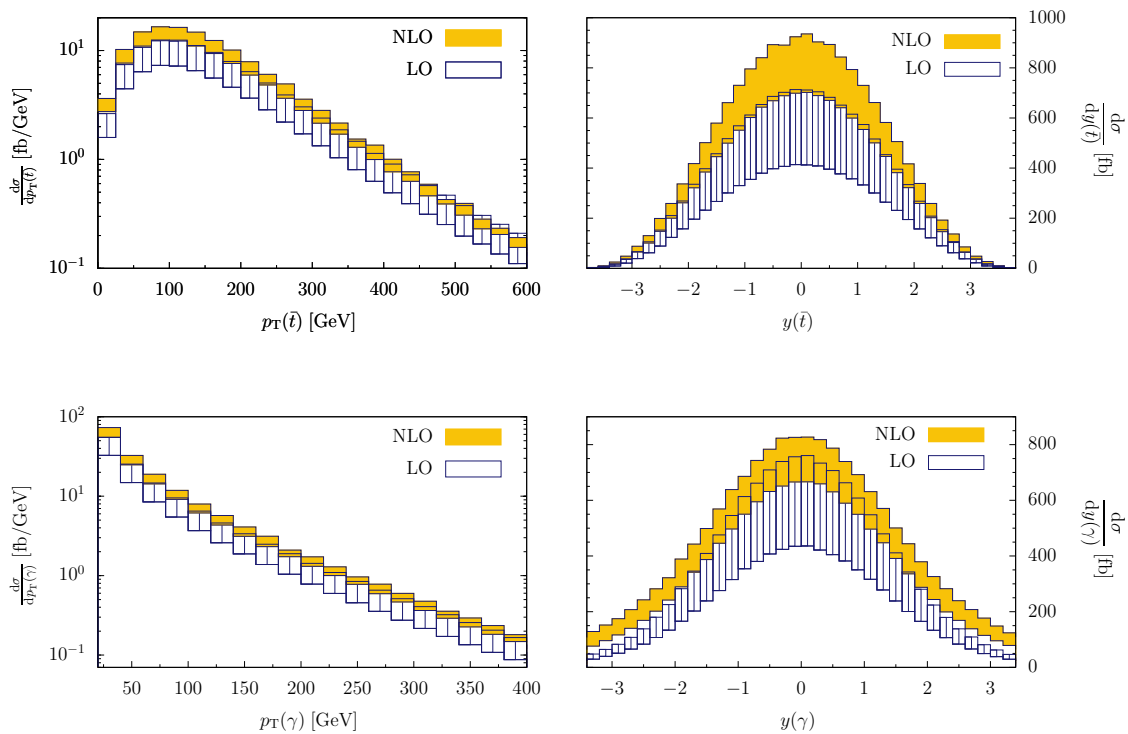 dσ/dp_T(t̄) [fb/GeV]
10^1
10^0
10^−1
NLO
LO
0 100 200 300 400 500 600
p_T(t̄) [GeV]
NLO
LO
1000
800
600
400
200
0
dσ/dy(t̄) [fb]
−3 −2 −1 0 1 2 3
y(t̄)
dσ/dp_T(γ) [fb/GeV]
10^2
10^1
10^0
10^−1
NLO
LO
50 100 150 200 250 300 350 400
p_T(γ) [GeV]
NLO
LO
800
600
400
200
0
dσ/dy(γ) [fb]
−3 −2 −1 0 1 2 3
y(γ)